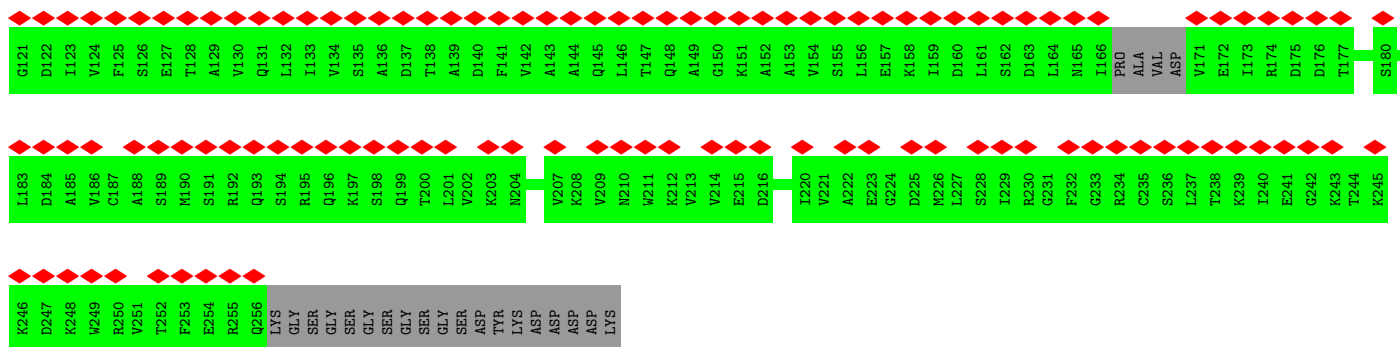 G121 D122 I123 V124 F125 S126 E127 T128 A129 V130 Q131 L132 I133 V134 S135 A136 D137 T138 A139 D140 F141 V142 A143 A144 Q145 L146 T147 Q148 A149 G150 K151 A152 A153 V154 S155 L156 E157 K158 I159 D160 L161 S162 D163 L164 N165 I166 PRO ALA VAL ASP V171 E172 I173 R174 D175 D176 T177 S180
L183 D184 A185 V186 C187 A188 S189 M190 S191 R192 Q193 S194 R195 Q196 K197 S198 Q199 T200 L201 V202 K203 N204 V207 K208 V209 N210 W211 K212 V213 V214 E215 D216 I220 V221 A222 E223 G224 D225 M226 L227 S228 I229 R230 G231 F232 G233 R234 C235 S236 L237 T238 K239 I240 E241 G242 K243 T244 K245
K246 D247 K248 W249 R250 V251 T252 F253 E254 R255 Q256 LYS GLY SER GLY SER GLY SER GLY SER GLY SER ASP TYR LYS ASP ASP ASP ASP LYS